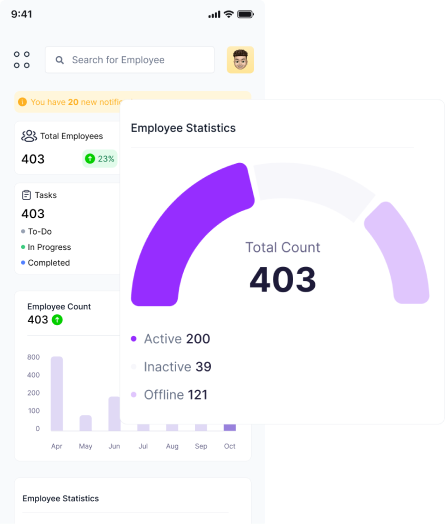 9:41
Search for Employee
You have 20 new notific
Total Employees
403
23%
Tasks
403
To-Do
In Progress
Completed
Employee Count
403
800
400
200
100
0
Apr May Jun Jul Aug Sep Oct
Employee Statistics
Employee Statistics
Total Count
403
Active 200
Inactive 39
Offline 121